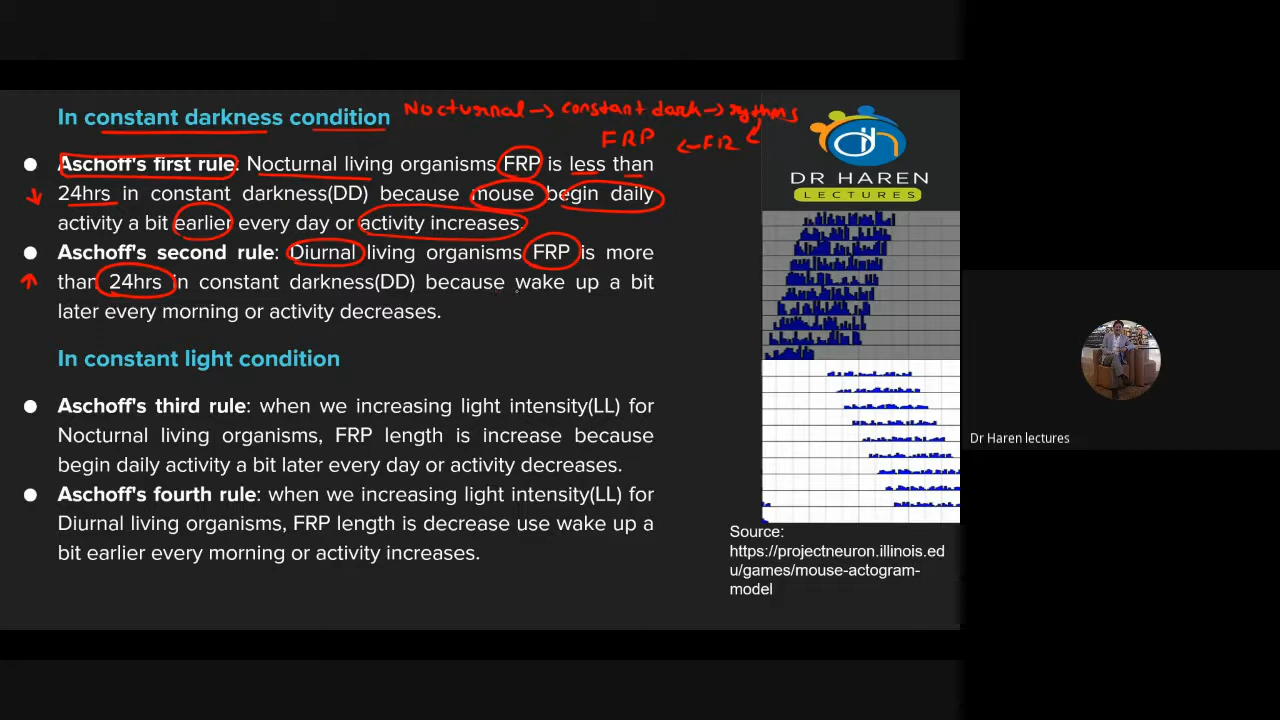 In constant darkness condition
Nocturnal → constant dark → rythms
FRP ← FR
● Aschoff's first rule: Nocturnal living organisms FRP is less than
24hrs in constant darkness(DD) because mouse begin daily
activity a bit earlier every day or activity increases.
● Aschoff's second rule: Diurnal living organisms FRP is more
than 24hrs in constant darkness(DD) because wake up a bit
later every morning or activity decreases.
In constant light condition
● Aschoff's third rule: when we increasing light intensity(LL) for
Nocturnal living organisms, FRP length is increase because
begin daily activity a bit later every day or activity decreases.
● Aschoff's fourth rule: when we increasing light intensity(LL) for
Diurnal living organisms, FRP length is decrease use wake up a
bit earlier every morning or activity increases.
DR HAREN
LECTURES
Source:
https://projectneuron.illinois.ed
u/games/mouse-actogram-
model
Dr Haren lectures